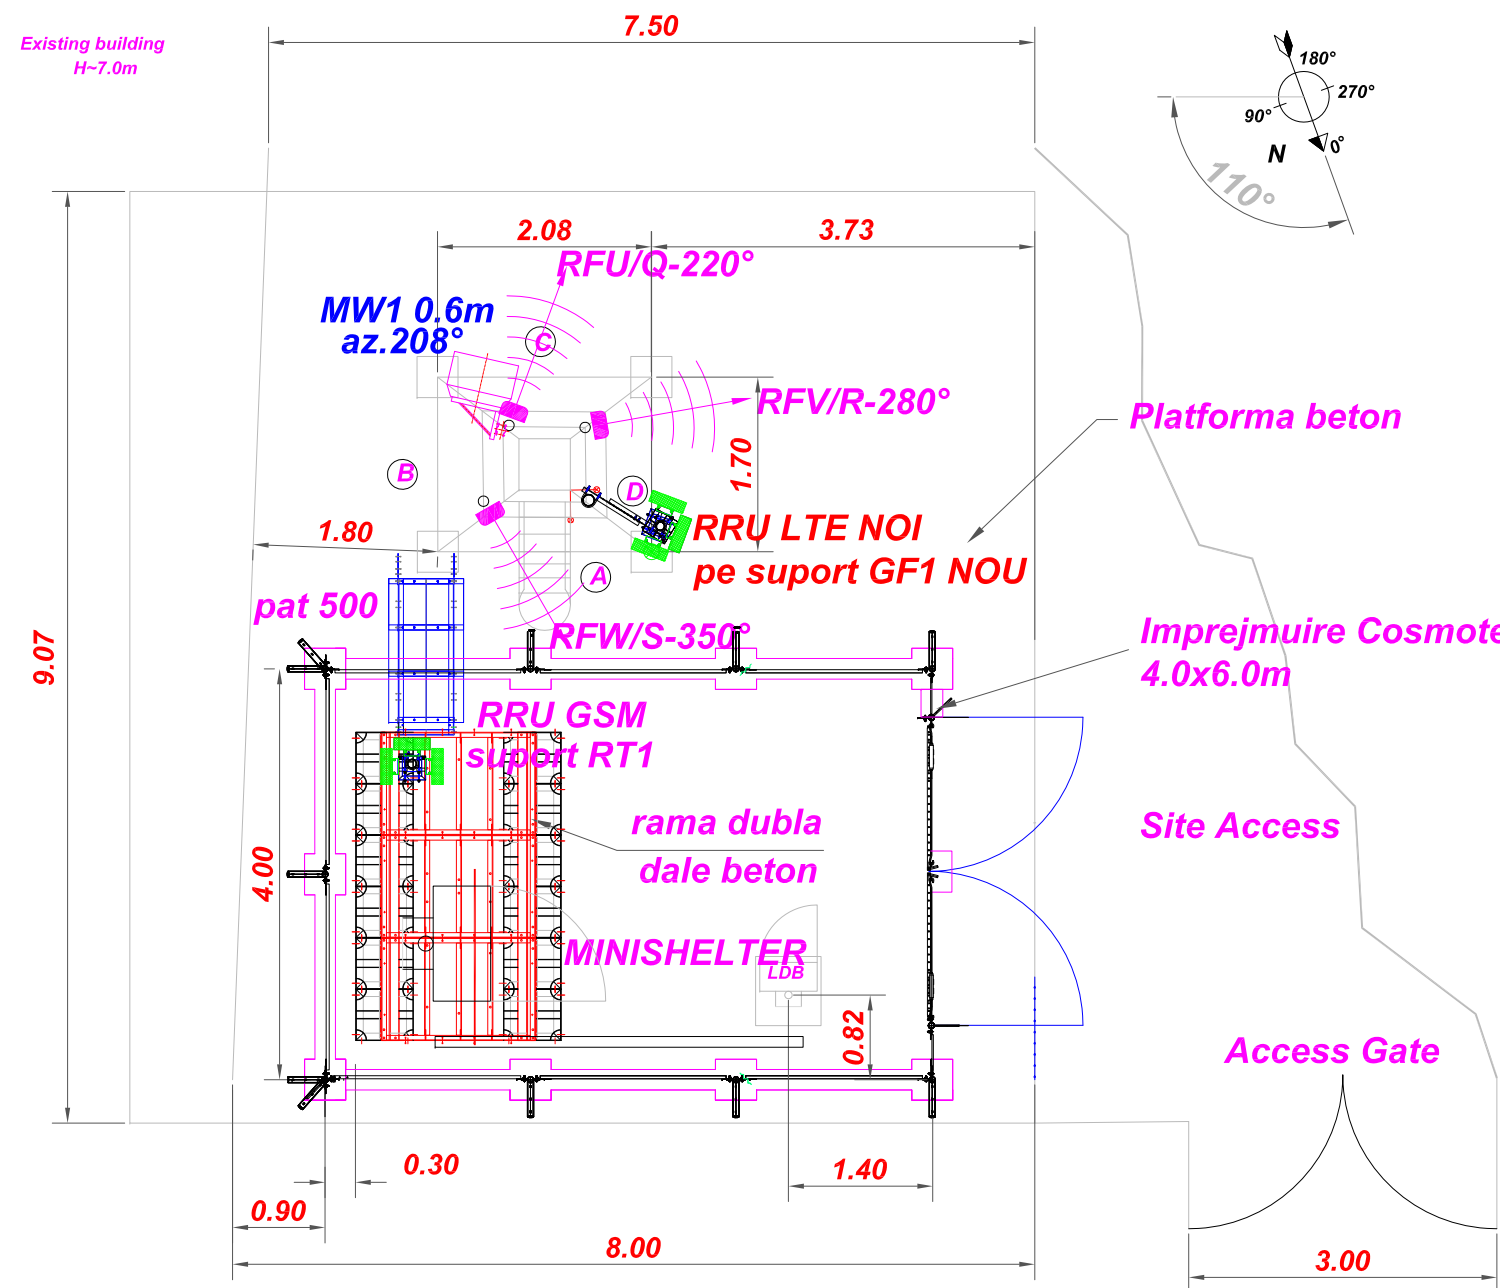 7.50
Existing building
H~7.0m
180°
270°
90°
0°
N
110°
2.08
3.73
RFU/Q-220°
MW1 0.6m
az.208°
C
RFV/R-280°
Platforma beton
1.70
B
D
1.80
RRU LTE NOI
pe suport GF1 NOU
A
pat 500
RFW/S-350°
Imprejmuire Cosmote
4.0x6.0m
9.07
RRU GSM
suport RT1
rama dubla
dale beton
Site Access
4.00
MINISHELTER
LDB
0.82
Access Gate
0.30
1.40
0.90
8.00
3.00